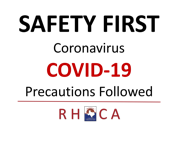 SAFETY FIRST
Coronavirus
COVID-19
Precautions Followed
RHCA